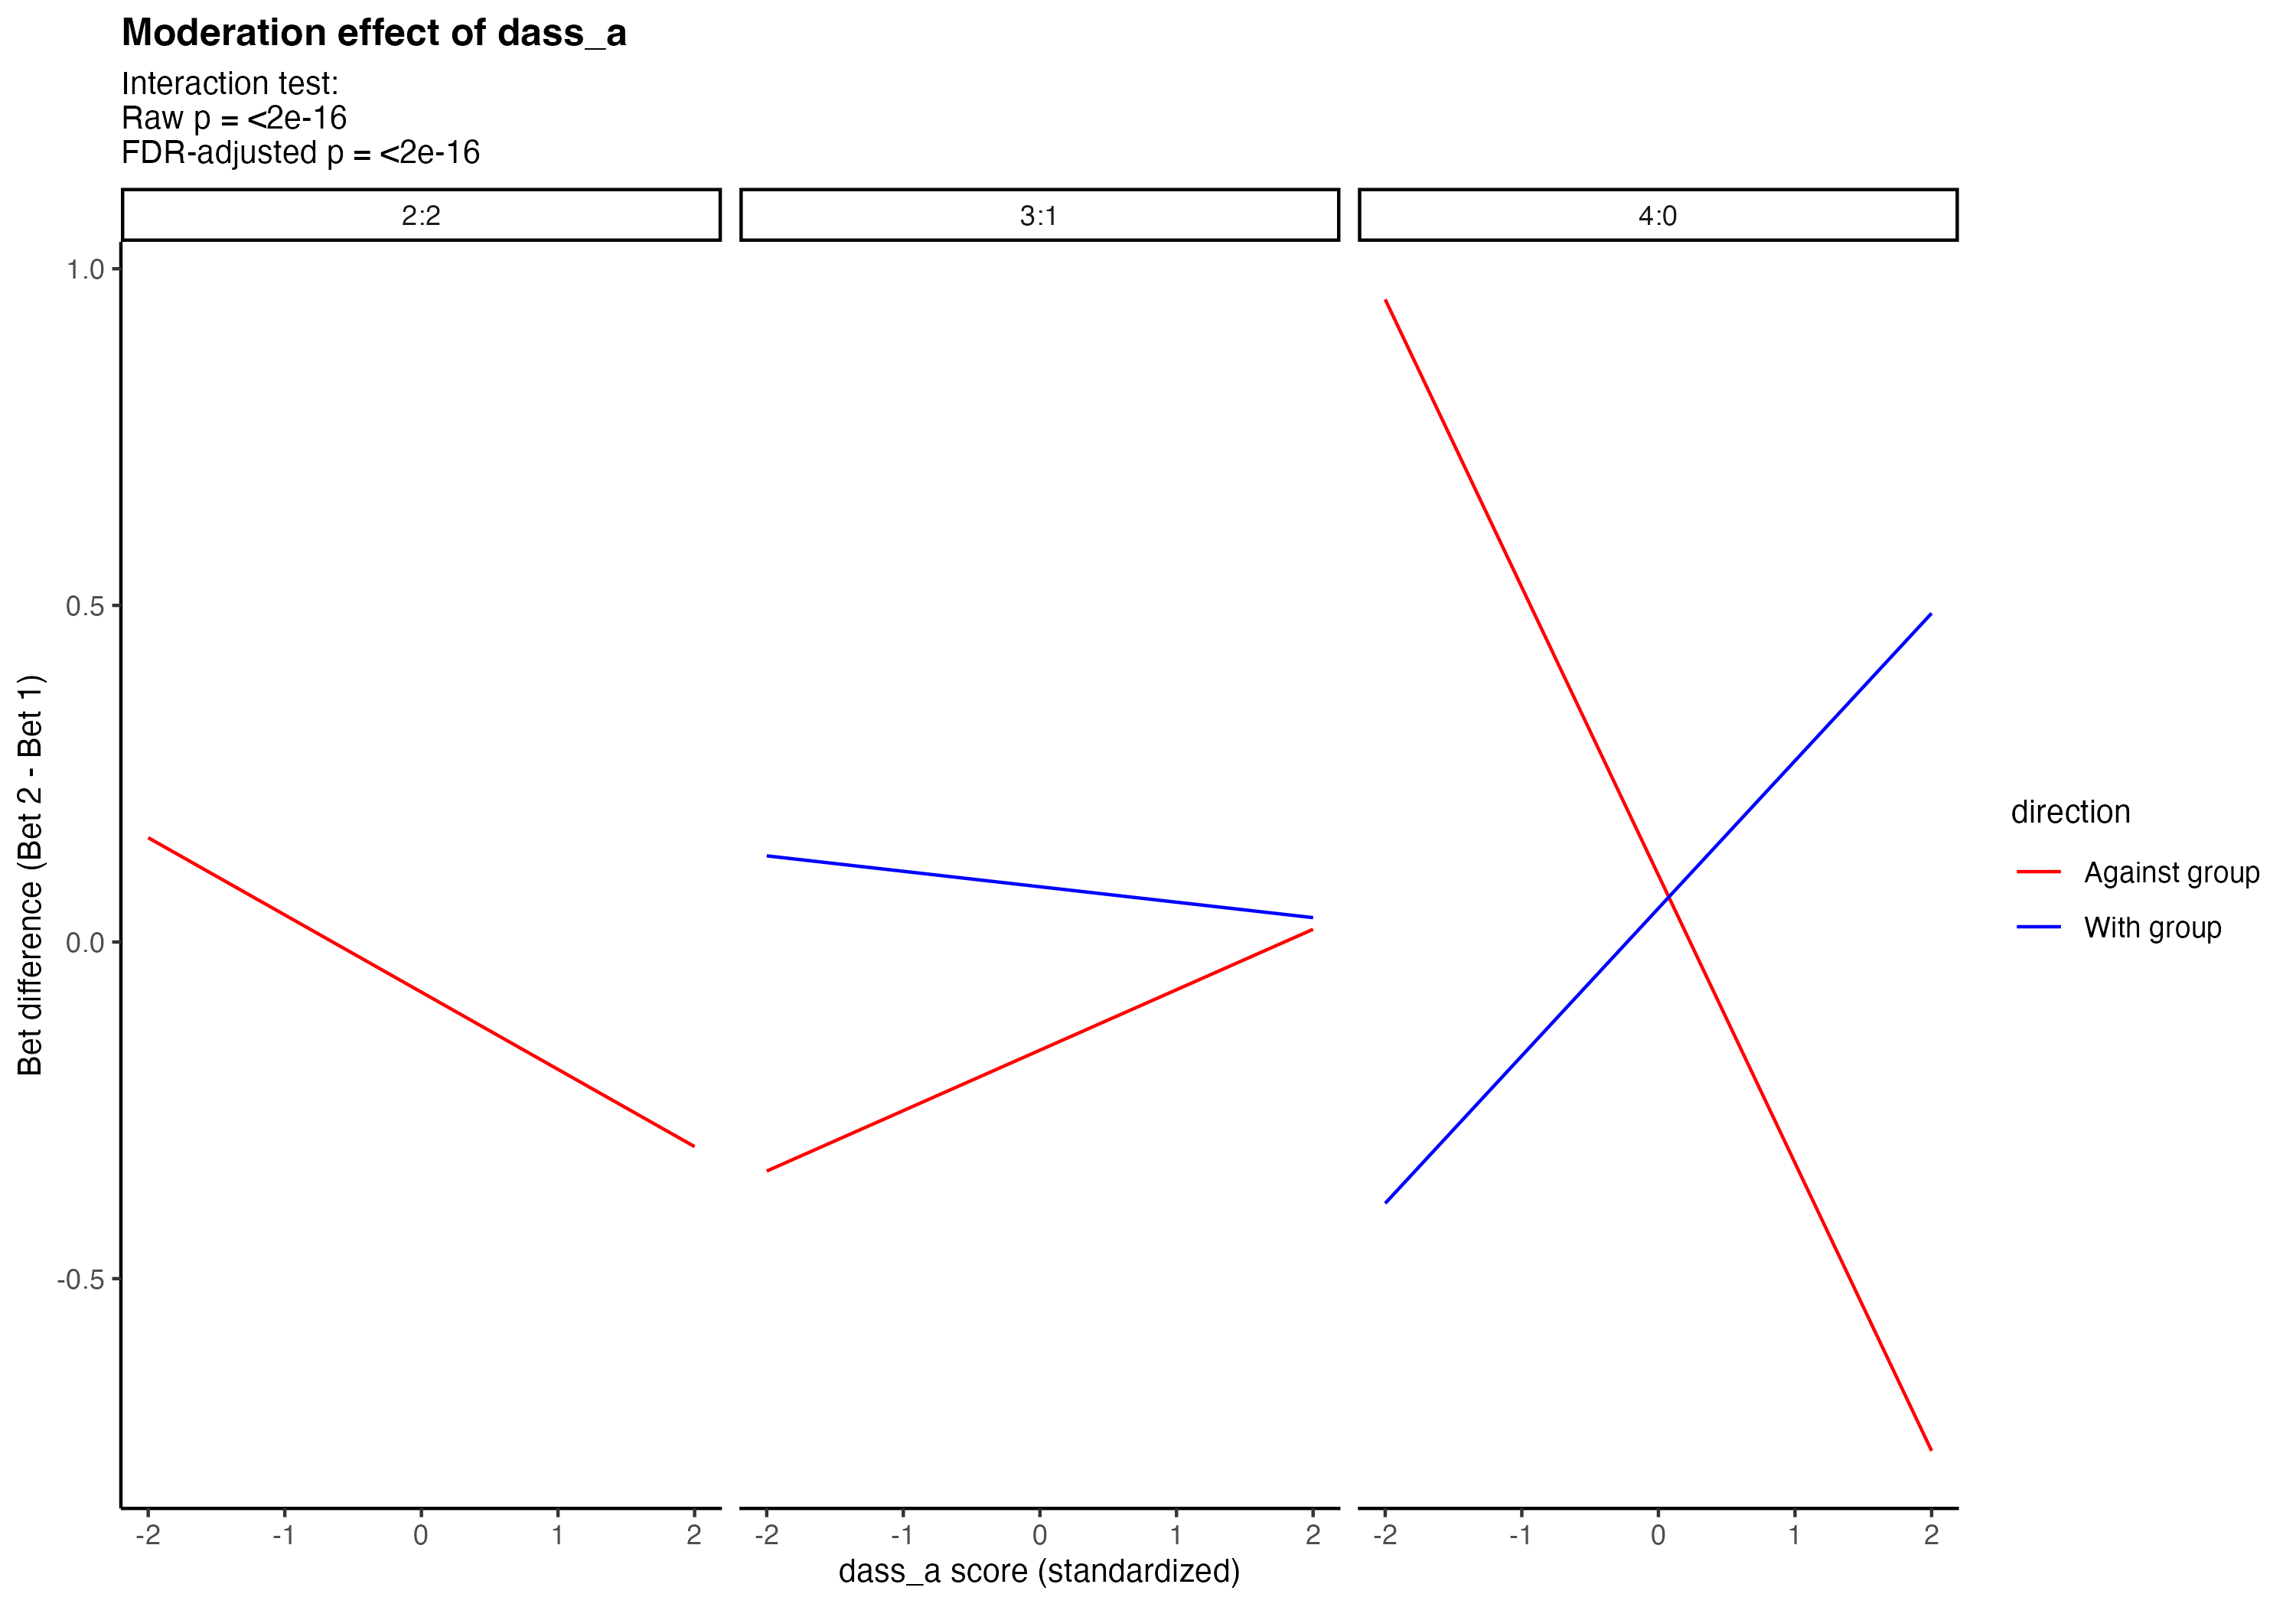 Moderation effect of dass_a
Interaction test:
Raw p = <2e-16
FDR-adjusted p = <2e-16
2:2
3:1
4:0
1.0
0.5
0.0
-0.5
Bet difference (Bet 2 - Bet 1)
-2 -1 0 1 2
-2 -1 0 1 2
-2 -1 0 1 2
dass_a score (standardized)
direction
Against group
With group